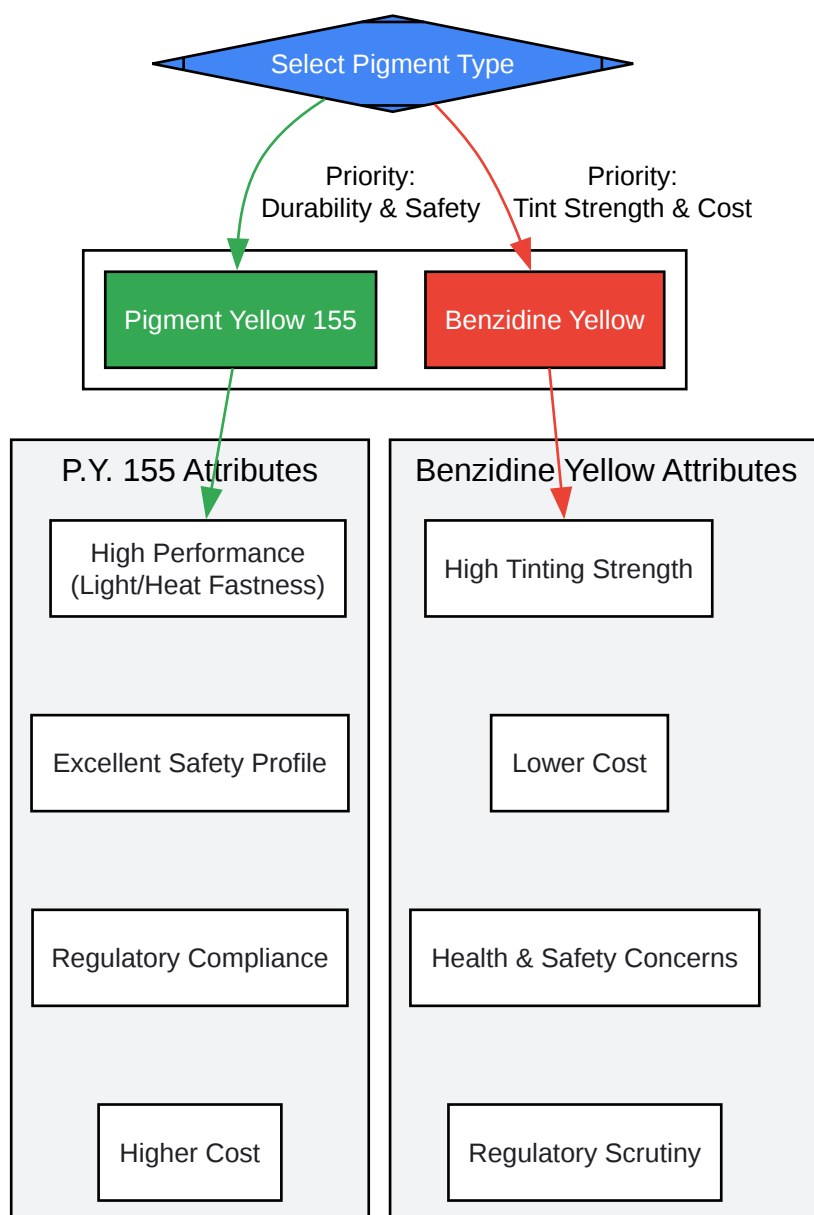 Select Pigment Type
Priority:
Durability & Safety
Priority:
Tint Strength & Cost
Pigment Yellow 155
Benzidine Yellow
P.Y. 155 Attributes
High Performance
(Light/Heat Fastness)
Excellent Safety Profile
Regulatory Compliance
Higher Cost
Benzidine Yellow Attributes
High Tinting Strength
Lower Cost
Health & Safety Concerns
Regulatory Scrutiny